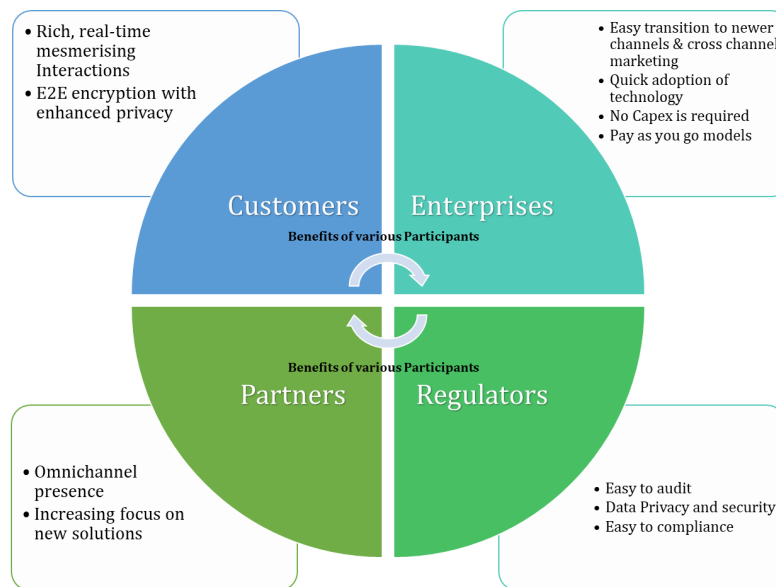 • Rich, real-time
mesmerising
Interactions
• E2E encryption with
enhanced privacy
• Easy transition to newer
channels & cross channel
marketing
• Quick adoption of
technology
• No Capex is required
• Pay as you go models
Customers
Enterprises
Benefits of various Participants
Benefits of various Participants
Partners
Regulators
• Omnichannel
presence
• Increasing focus on
new solutions
• Easy to audit
• Data Privacy and security
• Easy to compliance